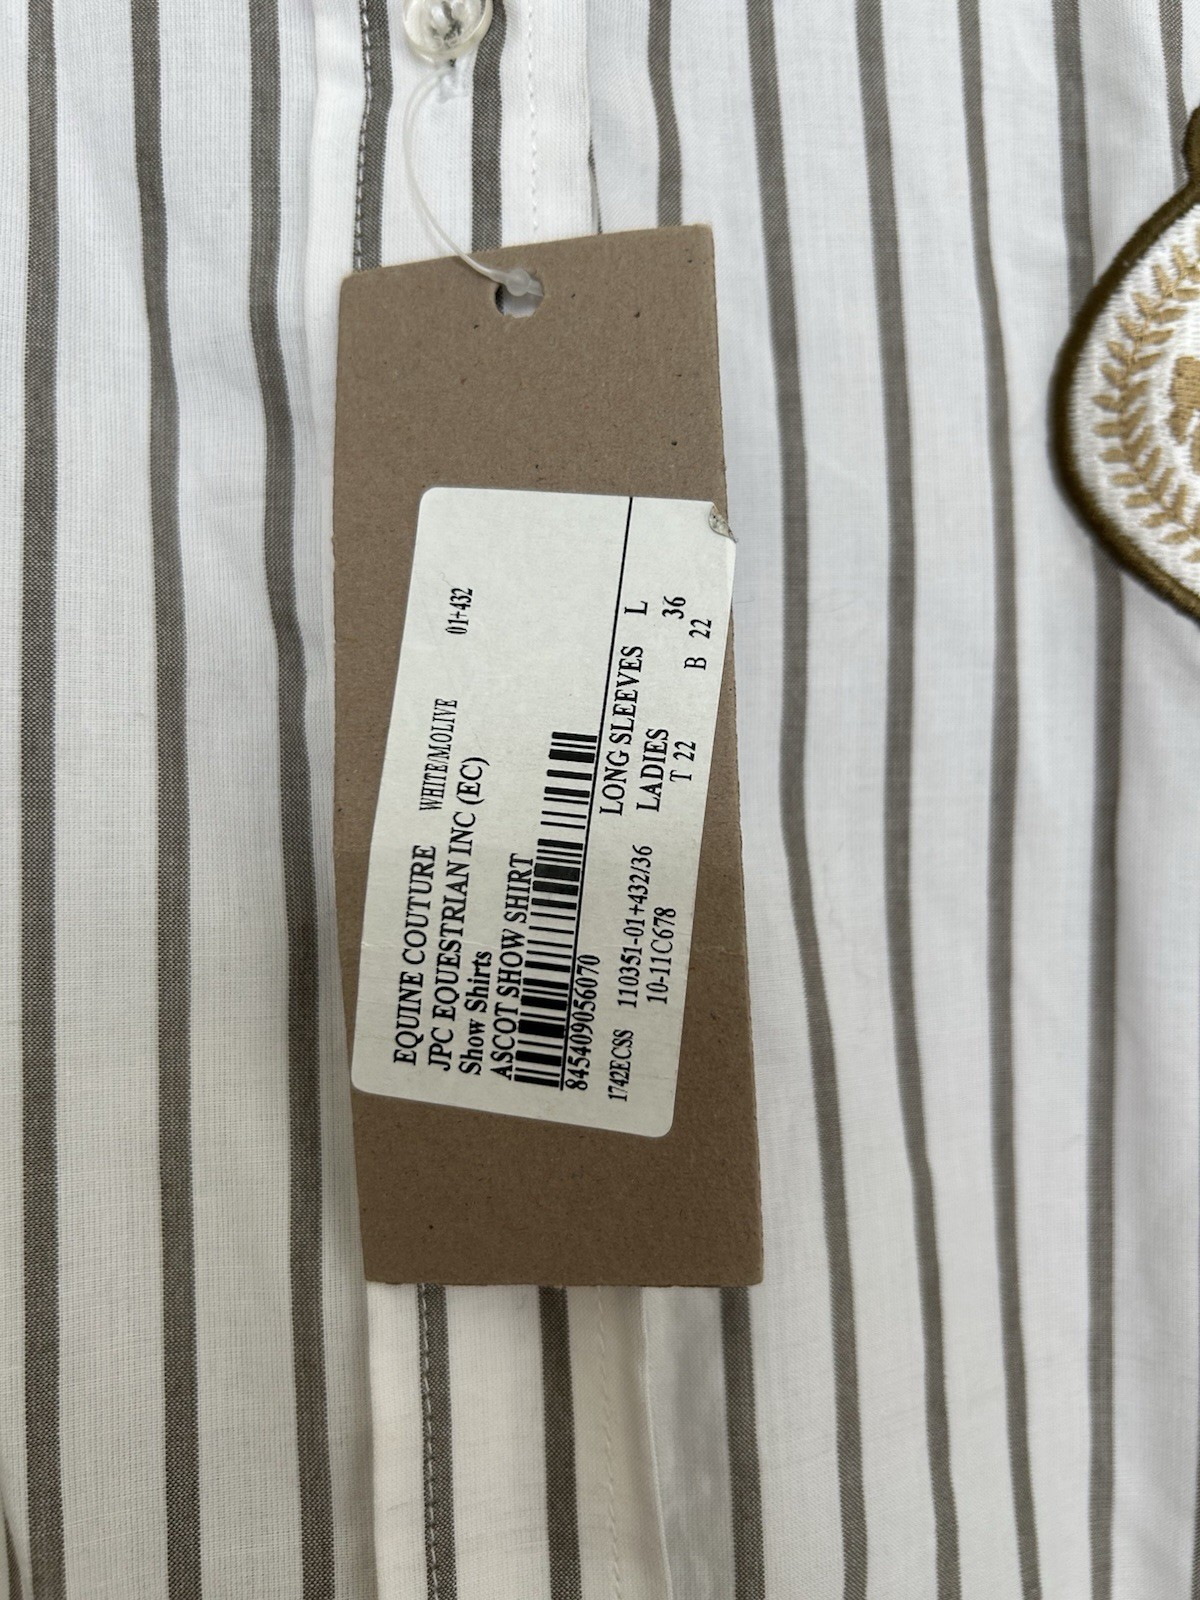 EQUINE COUTURE WHITE/MOLIVE 01+432
JPC EQUESTRIAN INC (EC)
Show Shirts
ASCOT SHOW SHIRT
845409056070
LONG SLEEVES L
1742ECSS 110351-01+432/36 LADIES 36
10-11C678 T 22 B 22